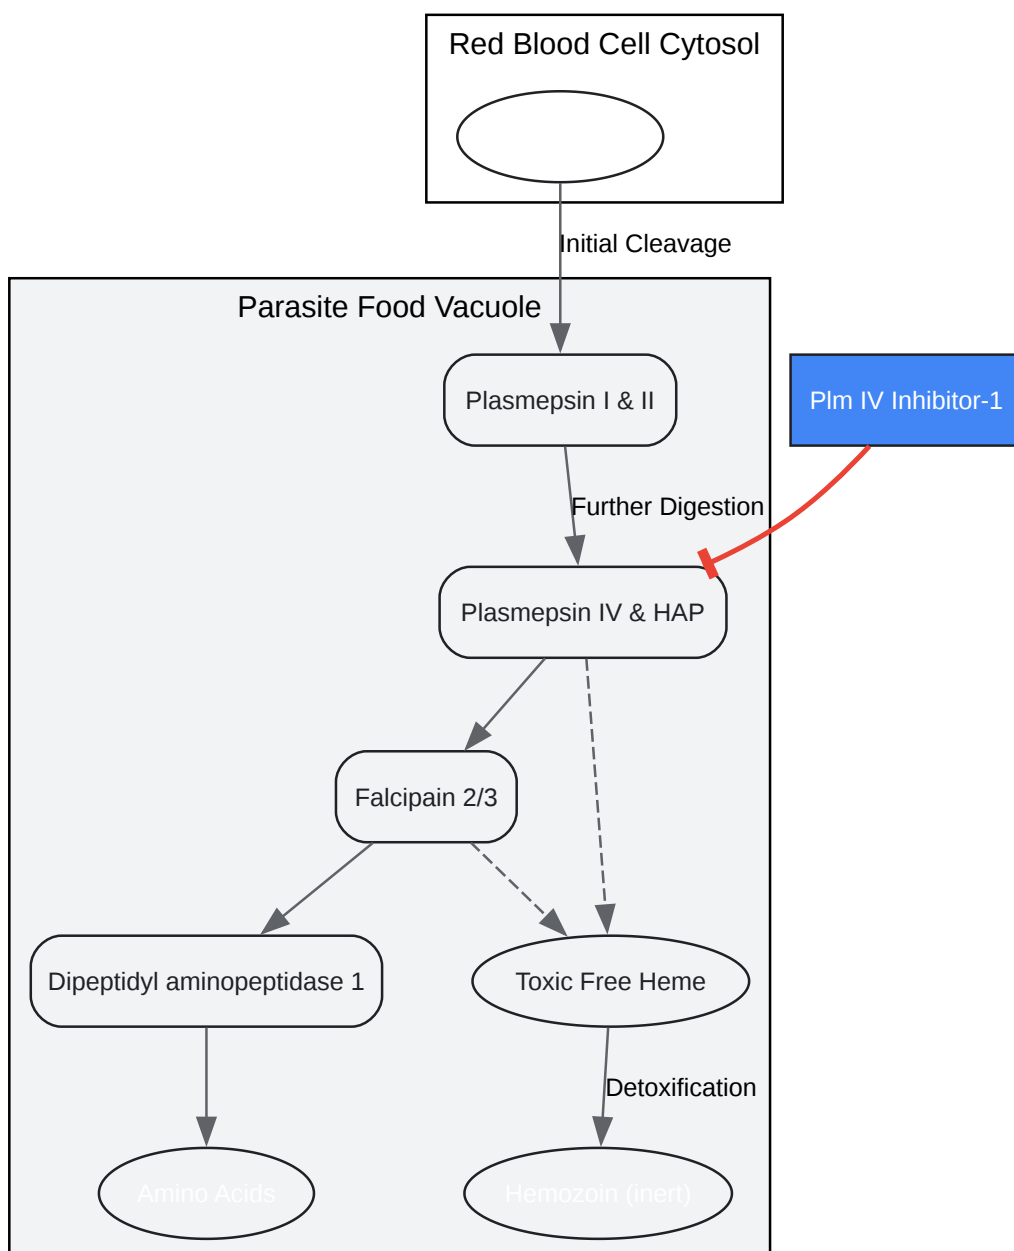 Red Blood Cell Cytosol
Initial Cleavage
Parasite Food Vacuole
Plasmepsin I & II
Plm IV Inhibitor-1
Further Digestion
Plasmepsin IV & HAP
Falcipain 2/3
Dipeptidyl aminopeptidase 1
Toxic Free Heme
Detoxification
Amino Acids
Hemozoin (inert)